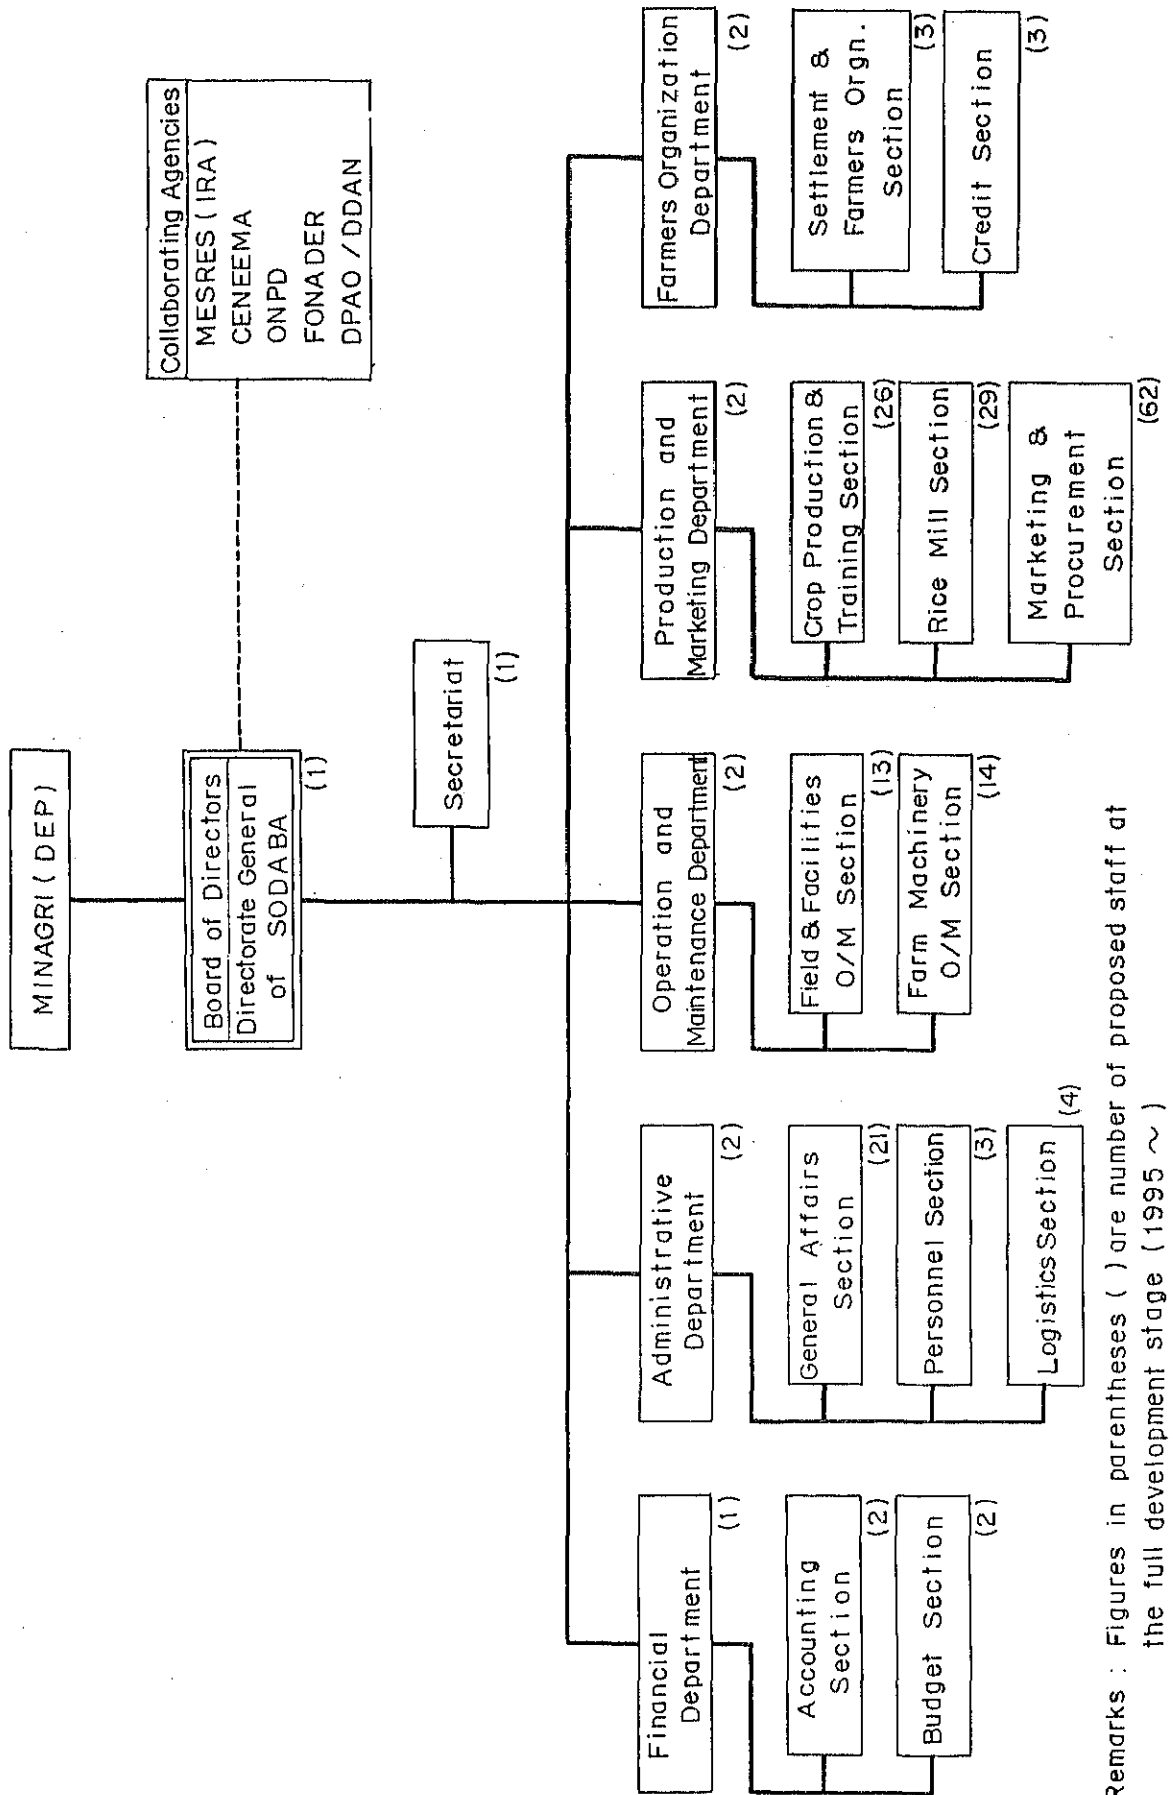 MINAGRI ( DEP )
Board of Directors
Directorate General
of SODABA
(1)
Collaborating Agencies
MESRES ( IRA )
CENEEMA
ONPD
FONADER
DPAO / DDAN
Secretariat
(1)
Financial
Department
(1)
Accounting
Section
(2)
Budget Section
(2)
Administrative
Department
(2)
General Affairs
Section
(21)
Personnel Section
(3)
Logistics Section
(4)
Operation and
Maintenance Department
(2)
Field & Facilities
O/M Section
(13)
Farm Machinery
O/M Section
(14)
Production and
Marketing Department
(2)
Crop Production &
Training Section
(26)
Rice Mill Section
(29)
Marketing &
Procurement
Section
(62)
Farmers Organization
Department
(2)
Settlement &
Farmers Orgn.
Section
(3)
Credit Section
(3)
Remarks : Figures in parentheses ( ) are number of proposed staff at
the full development stage ( 1995 ~ )